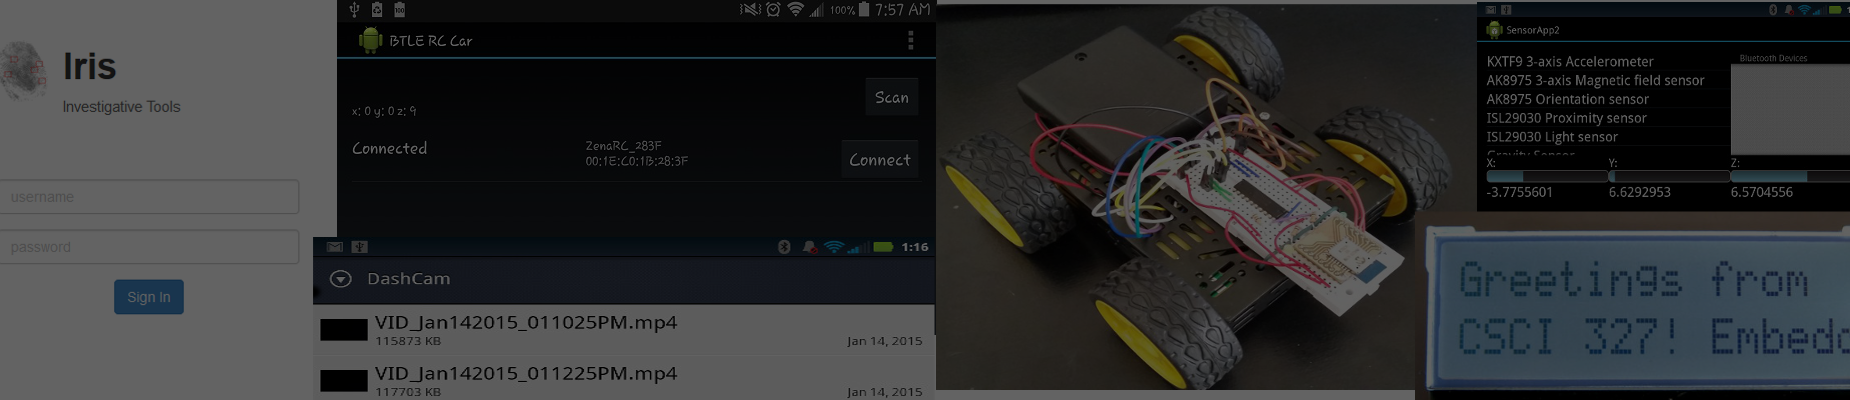 Iris
Investigative Tools
username
password
Sign In
100% 7:57 AM
BTLE RC Car
Scan
x: 0 y: 0 z: 9
Connected
ZenaRC_283F
00:1E:C0:1B:28:3F
Connect
1:16
DashCam
VID_Jan142015_011025PM.mp4
115873 KB
Jan 14, 2015
VID_Jan142015_011225PM.mp4
117703 KB
Jan 14, 2015
SensorApp2
KXTF9 3-axis Accelerometer
AK8975 3-axis Magnetic field sensor
AK8975 Orientation sensor
ISL29030 Proximity sensor
ISL29030 Light sensor
Gravity Sensor
Bluetooth Devices
X: Y: Z:
-3.7755601 6.6292953 6.5704556
Greetings from
CSCI 327! Embedd